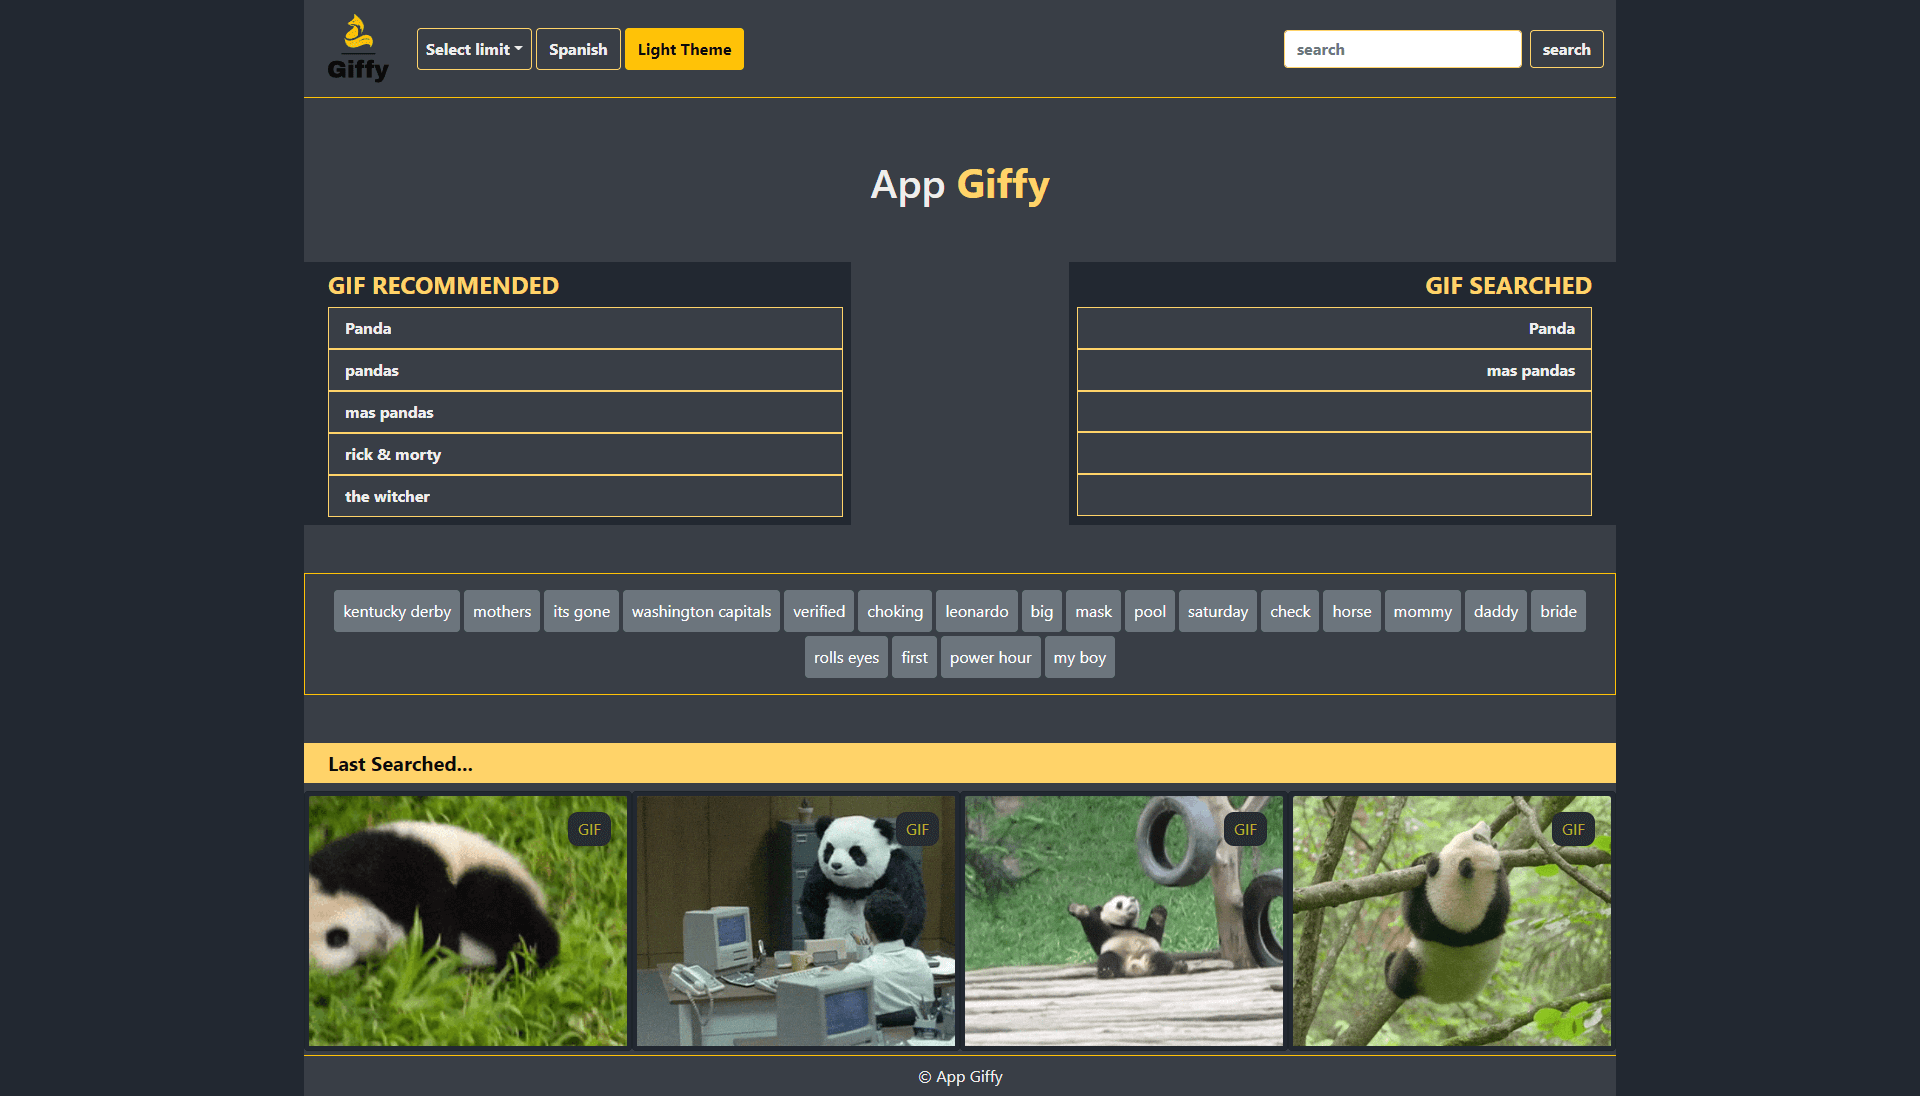 Giffy
Select limit
Spanish
Light Theme
search
search
App Giffy
GIF RECOMMENDED
Panda
pandas
mas pandas
rick & morty
the witcher
GIF SEARCHED
Panda
mas pandas
kentucky derby mothers its gone washington capitals verified choking leonardo big mask pool saturday check horse mommy daddy bride
rolls eyes first power hour my boy
Last Searched...
GIF
GIF
GIF
GIF
© App Giffy